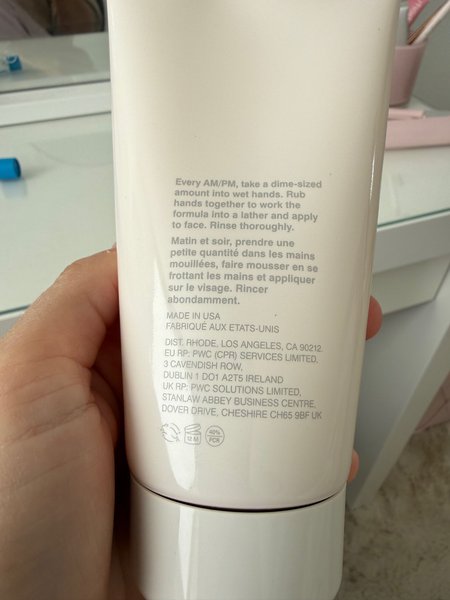 Every AM/PM, take a dime-sized
amount into wet hands. Rub
hands together to work the
formula into a lather and apply
to face. Rinse thoroughly.
Matin et soir, prendre une
petite quantité dans les mains
mouillées, faire mousser en se
frottant les mains et appliquer
sur le visage. Rincer
abondamment.
MADE IN USA
FABRIQUÉ AUX ETATS-UNIS
DIST. RHODE, LOS ANGELES, CA 90212.
EU RP: PWC (CPR) SERVICES LIMITED,
3 CAVENDISH ROW,
DUBLIN 1 DO1 A2T5 IRELAND
UK RP: PWC SOLUTIONS LIMITED,
STANLAW ABBEY BUSINESS CENTRE,
DOVER DRIVE, CHESHIRE CH65 9BF UK
12 M
40%
PCR